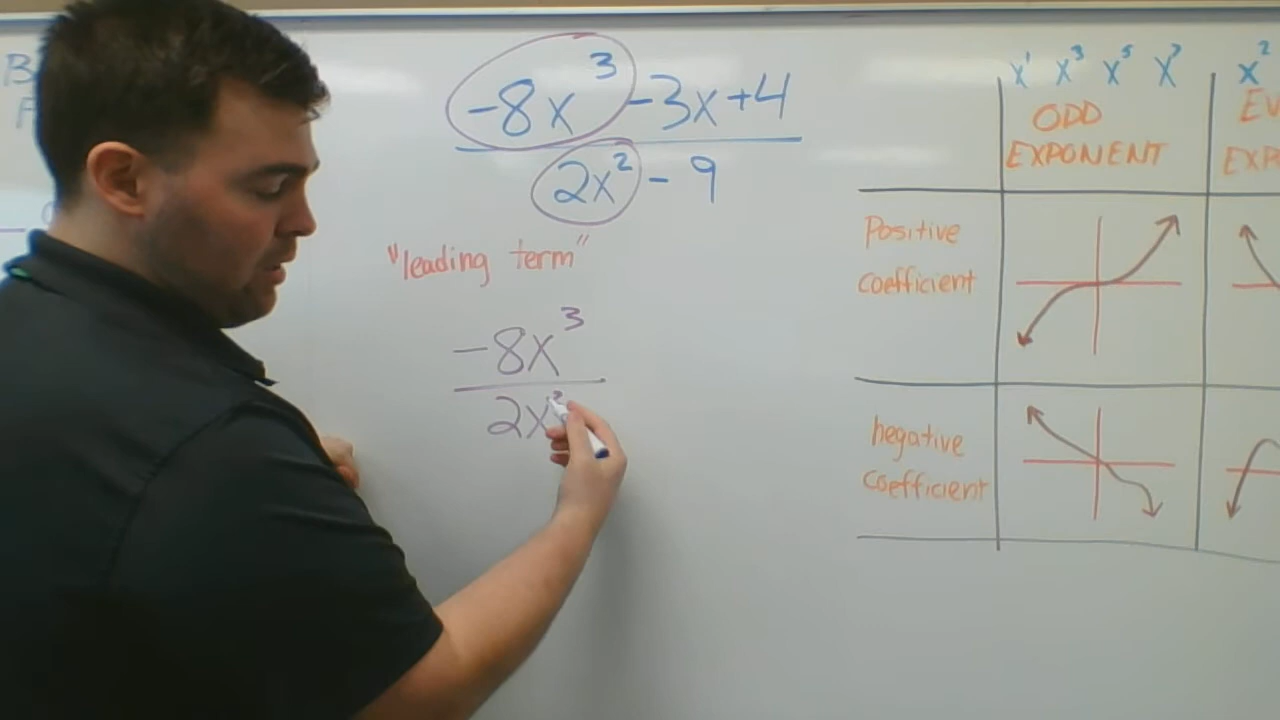 -8x³ -3x+4
2x² - 9
"leading term"
-8x³
2x²
x¹ x³ x⁵ x⁷
ODD
EXPONENT
x²
Positive
coefficient
negative
coefficient